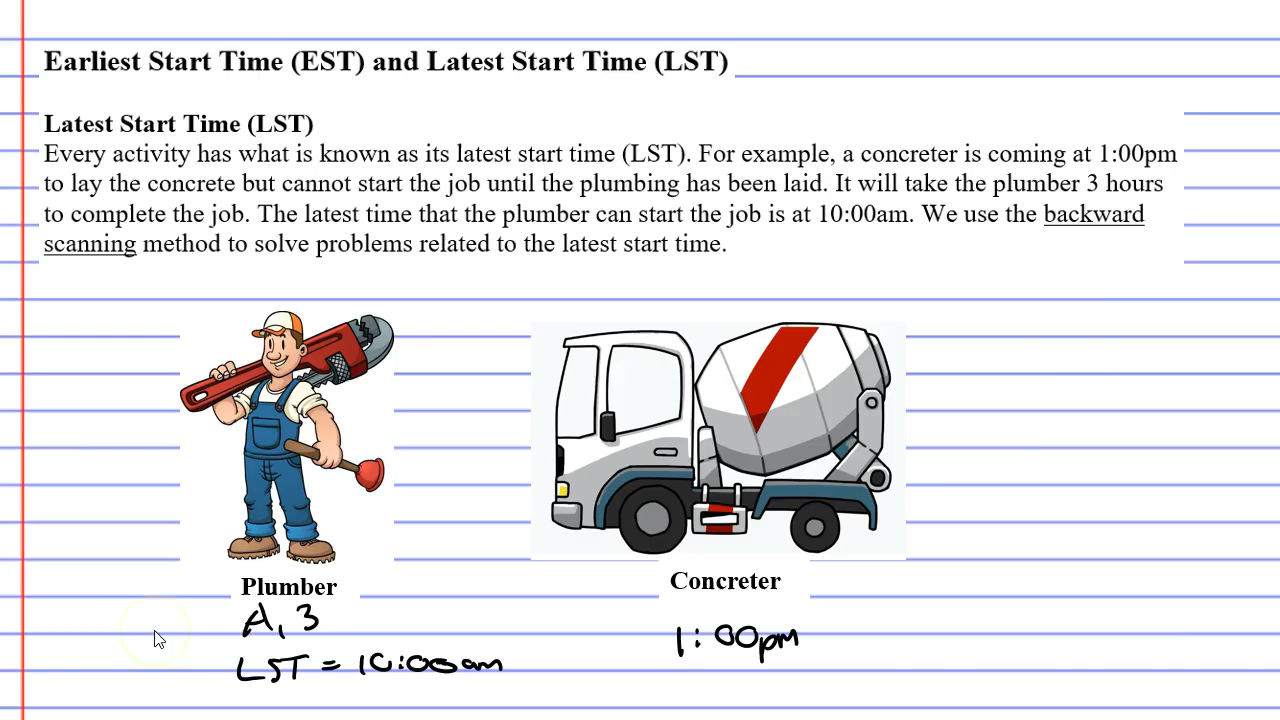 Earliest Start Time (EST) and Latest Start Time (LST)
Latest Start Time (LST)
Every activity has what is known as its latest start time (LST). For example, a concreter is coming at 1:00pm
to lay the concrete but cannot start the job until the plumbing has been laid. It will take the plumber 3 hours
to complete the job. The latest time that the plumber can start the job is at 10:00am. We use the backward
scanning method to solve problems related to the latest start time.
Plumber
Concreter
A, 3
1:00pm
LST = 10:00am